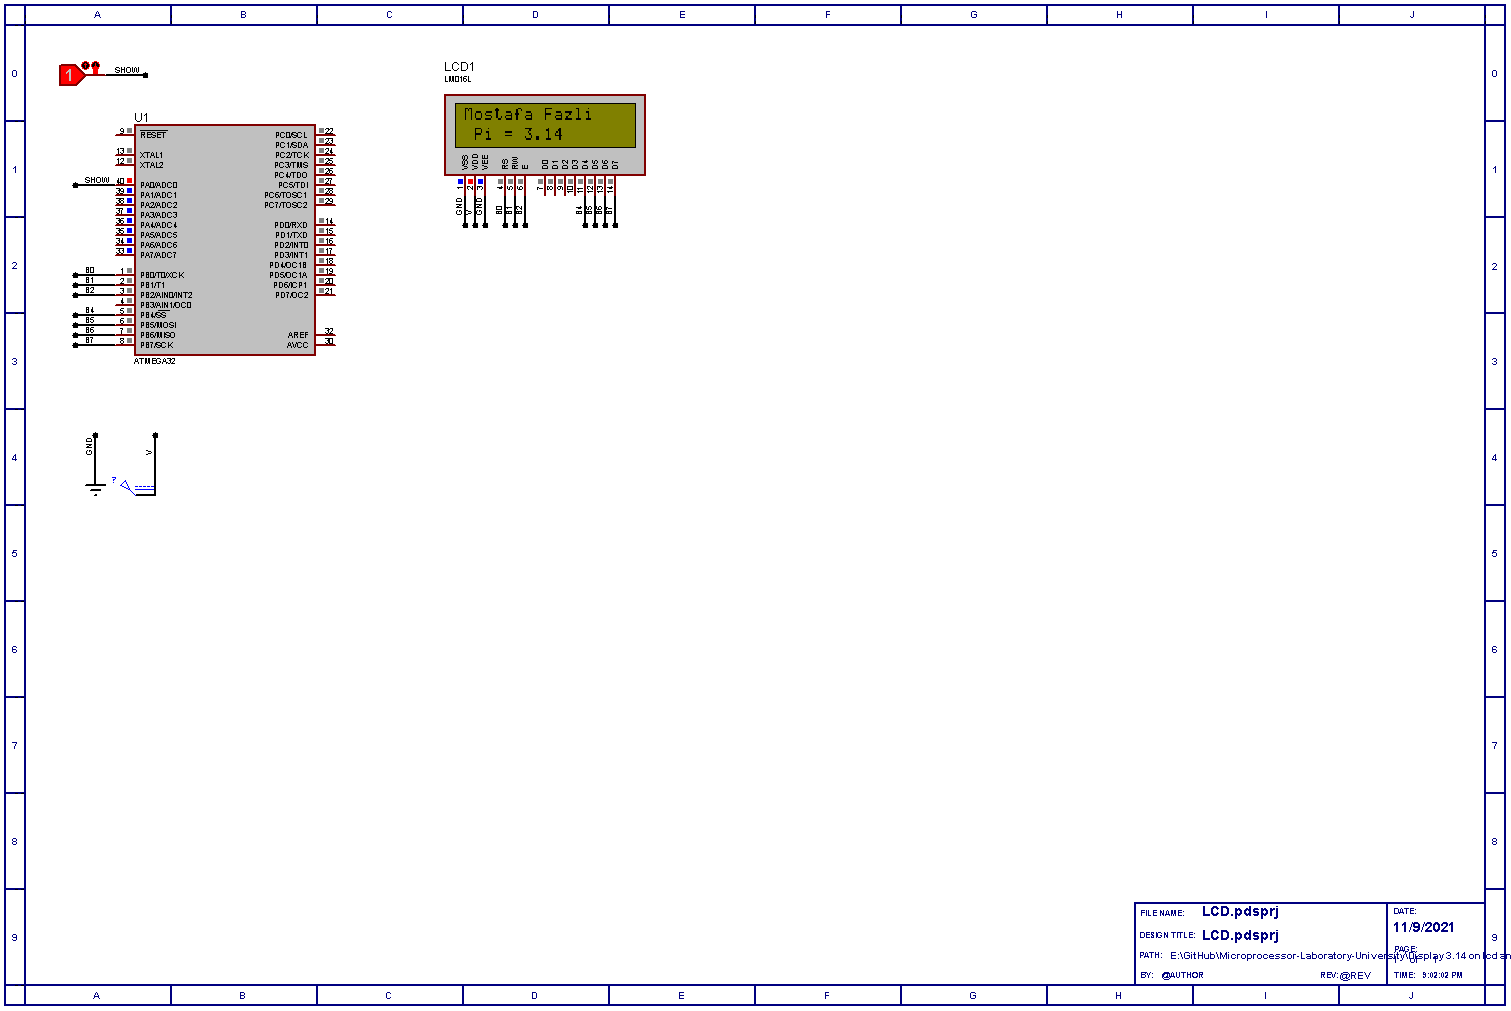 A B C D E F G H I J
0 0
1 1
2 2
3 3
4 4
5 5
6 6
7 7
8 8
9 9
1 SHOW
U1
9 RESET
13 XTAL1
12 XTAL2
SHOW 40 PA0/ADC0
39 PA1/ADC1
38 PA2/ADC2
37 PA3/ADC3
36 PA4/ADC4
35 PA5/ADC5
34 PA6/ADC6
33 PA7/ADC7
B0 1 PB0/T0/XCK
B1 2 PB1/T1
B2 3 PB2/AIN0/INT2
4 PB3/AIN1/OC0
B4 5 PB4/SS
B5 6 PB5/MOSI
B6 7 PB6/MISO
B7 8 PB7/SCK
PC0/SCL 22
PC1/SDA 23
PC2/TCK 24
PC3/TMS 25
PC4/TDO 26
PC5/TDI 27
PC6/TOSC1 28
PC7/TOSC2 29
PD0/RXD 14
PD1/TXD 15
PD2/INT0 16
PD3/INT1 17
PD4/OC1B 18
PD5/OC1A 19
PD6/ICP1 20
PD7/OC2 21
AREF 32
AVCC 30
ATMEGA32
LCD1
LM016L
Mostafa Fazli
Pi = 3.14
VSS VDD VEE RS RW E D0 D1 D2 D3 D4 D5 D6 D7
1 2 3 4 5 6 7 8 9 10 11 12 13 14
GND V GND B0 B1 B2 B4 B5 B6 B7
GND ? V
FILE NAME: LCD.pdsprj
DESIGN TITLE: LCD.pdsprj
PATH: E:\GitHub\Microprocessor-Laboratory-University\Display 3.14 on lcd an
BY: @AUTHOR REV: @REV
DATE:
11/9/2021
PAGE:
TIME: 9:02:02 PM
A B C D E F G H I J